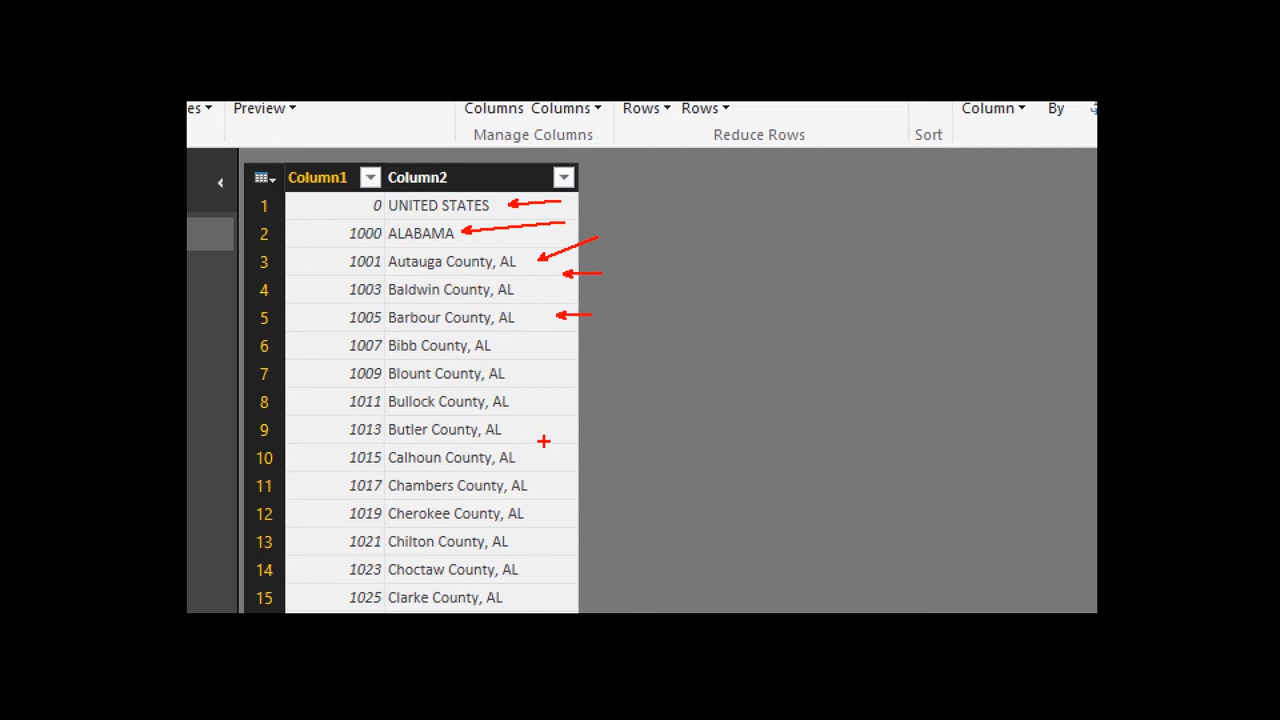 es Preview Columns Columns Rows Rows Column By
Manage Columns Reduce Rows Sort
Column1 Column2
1 0 UNITED STATES
2 1000 ALABAMA
3 1001 Autauga County, AL
4 1003 Baldwin County, AL
5 1005 Barbour County, AL
6 1007 Bibb County, AL
7 1009 Blount County, AL
8 1011 Bullock County, AL
9 1013 Butler County, AL
10 1015 Calhoun County, AL
11 1017 Chambers County, AL
12 1019 Cherokee County, AL
13 1021 Chilton County, AL
14 1023 Choctaw County, AL
15 1025 Clarke County, AL